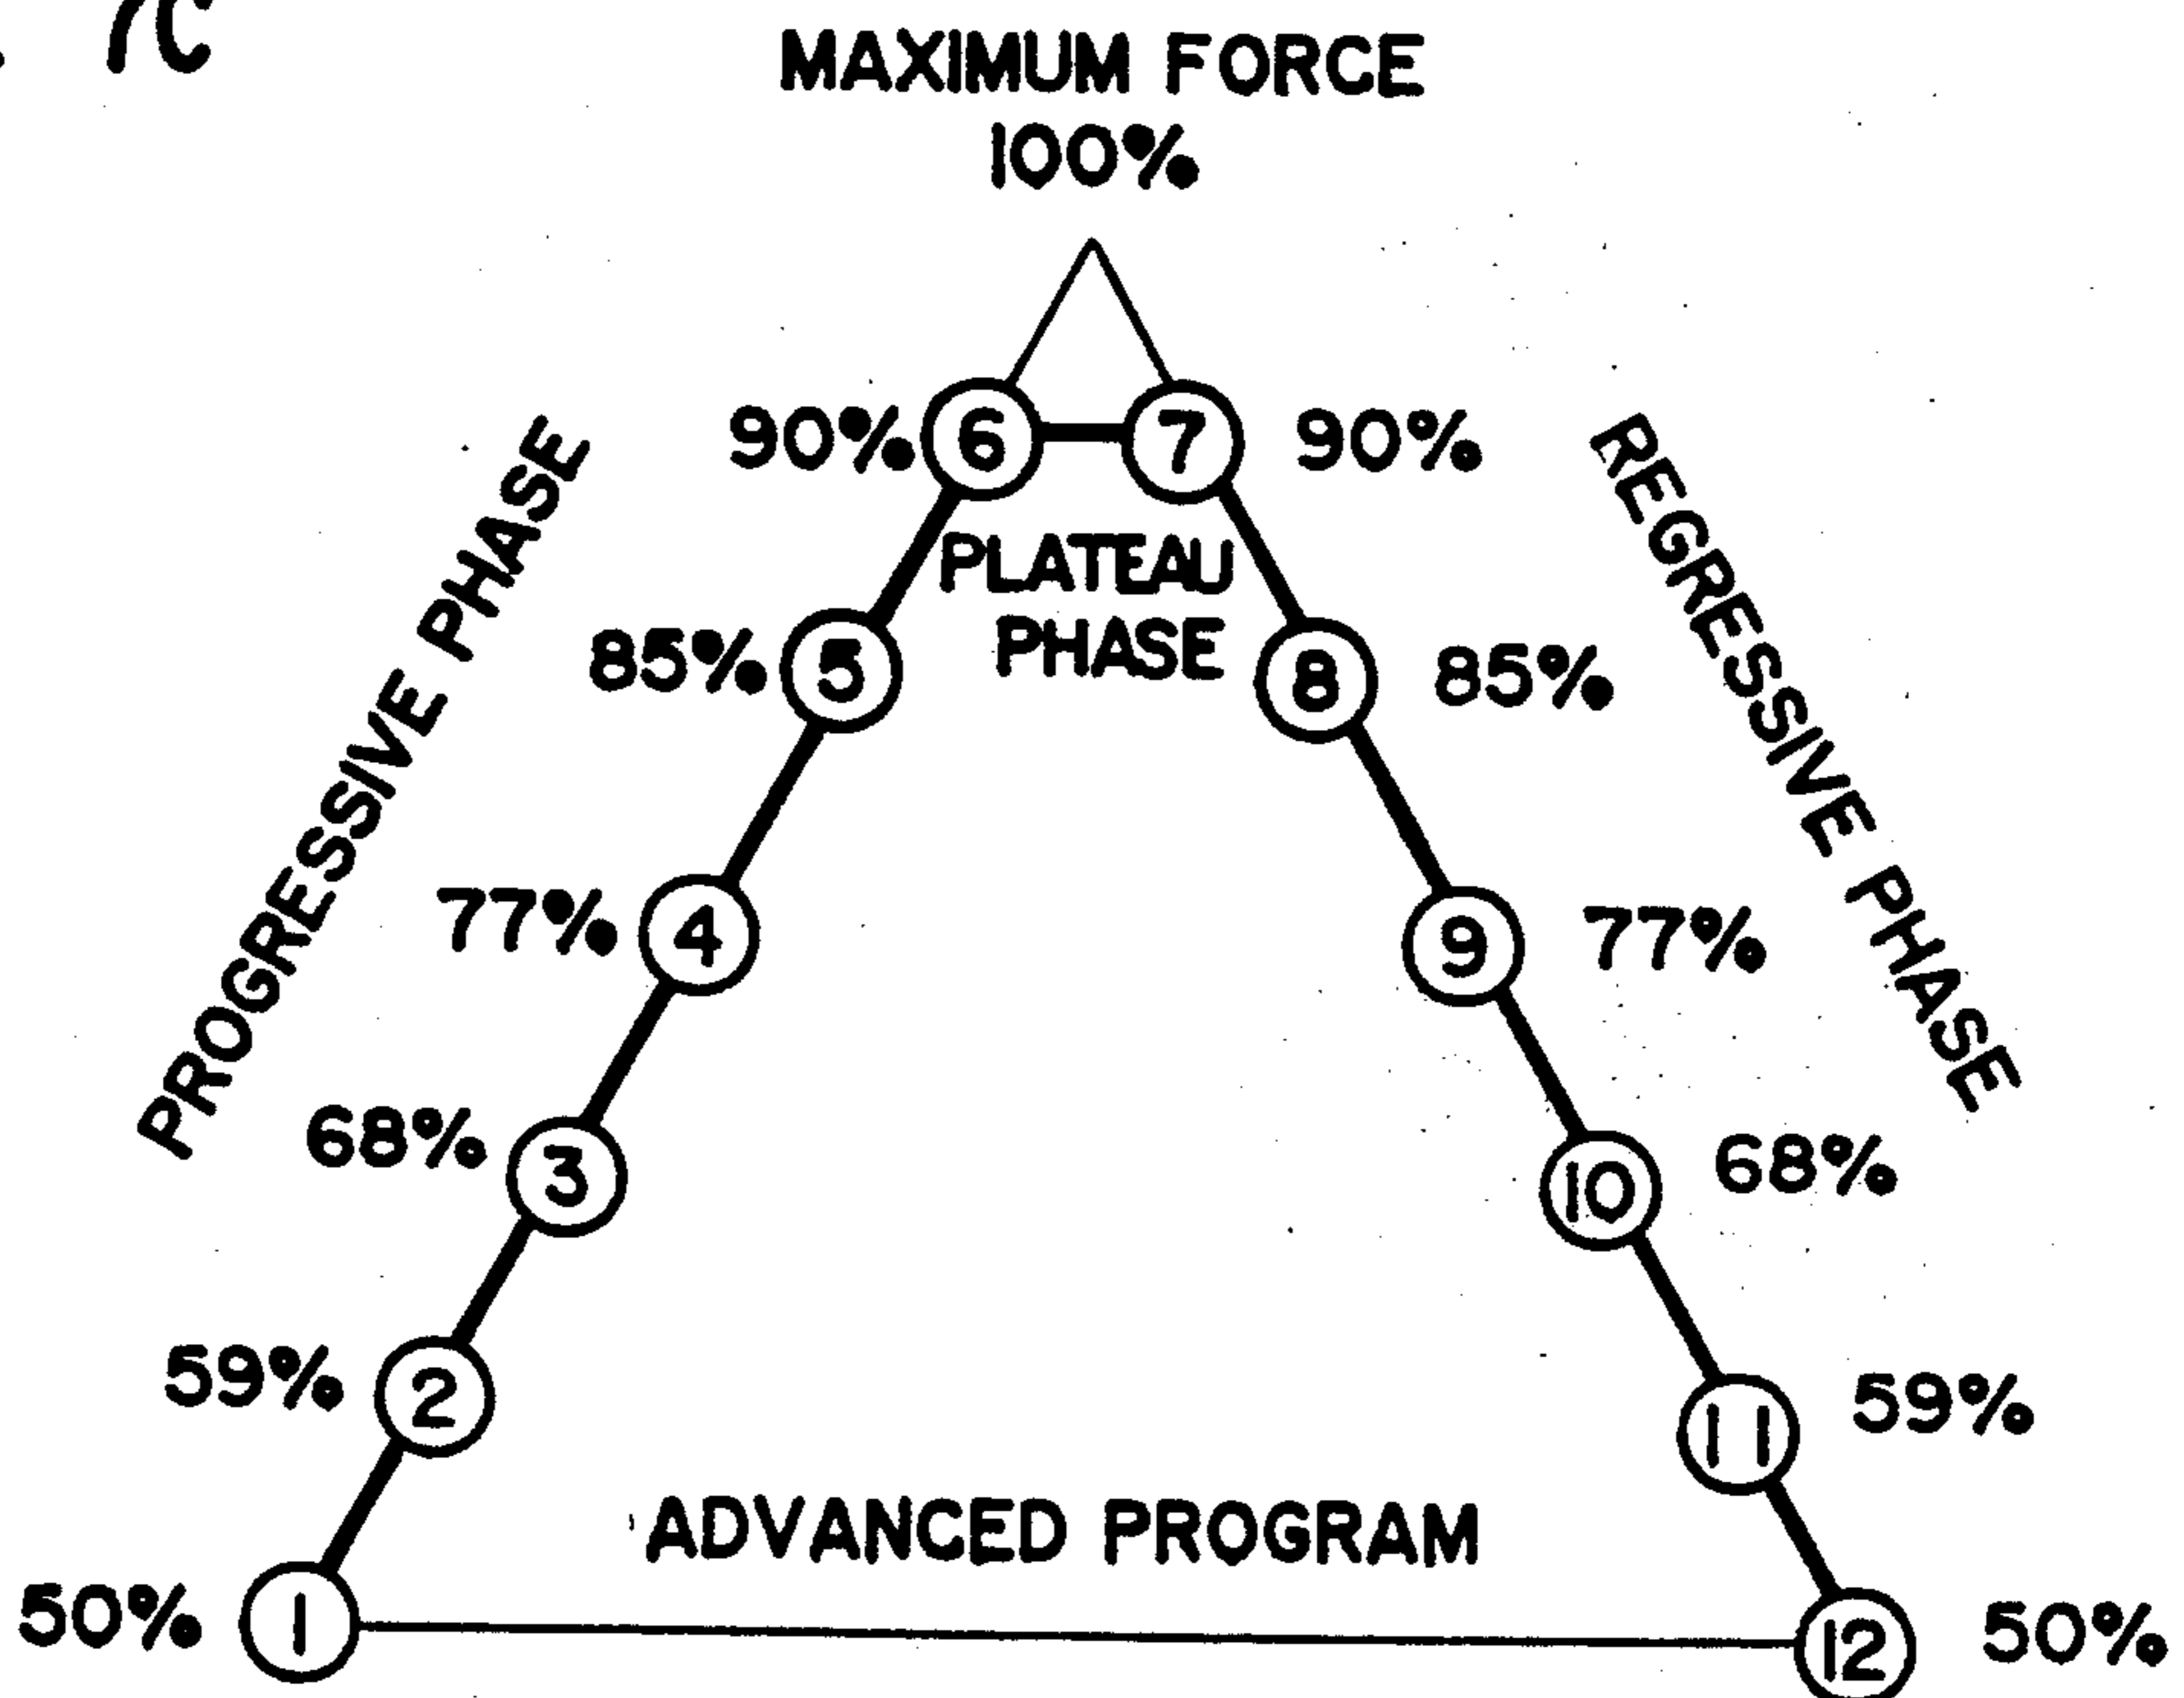 7C
MAXIMUM FORCE
100%
90% 6 7 90%
PROGRESSIVE PHASE
REGRESSIVE PHASE
PLATEAU
PHASE
85% 5 8 85%
77% 4 9 77%
68% 3 10 68%
59% 2 11 59%
ADVANCED PROGRAM
50% 1 12 50%